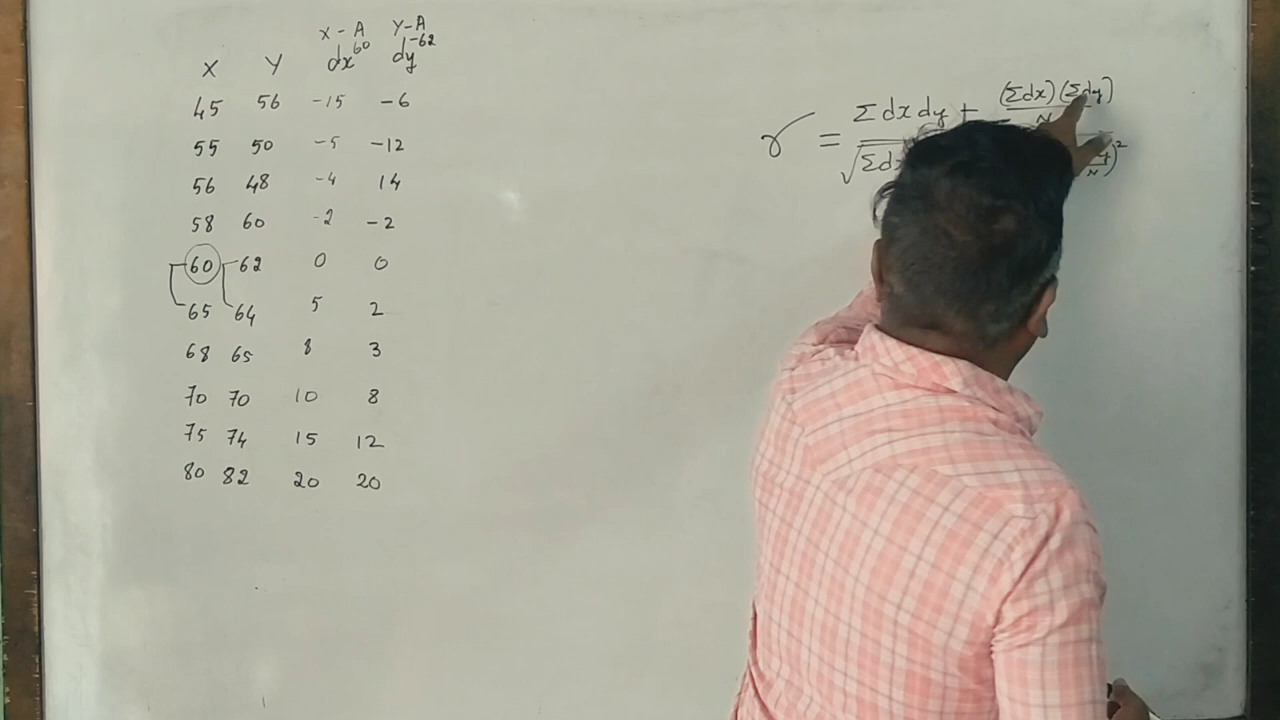 X - A Y - A
X Y dx 60 dy -62
45 56 -15 -6
55 50 -5 -12
56 48 -4 14
58 60 -2 -2
60 62 0 0
65 64 5 2
68 65 8 3
70 70 10 8
75 74 15 12
80 82 20 20
(Σdx)(Σdy)
r = Σdxdy + N
√Σd N )²